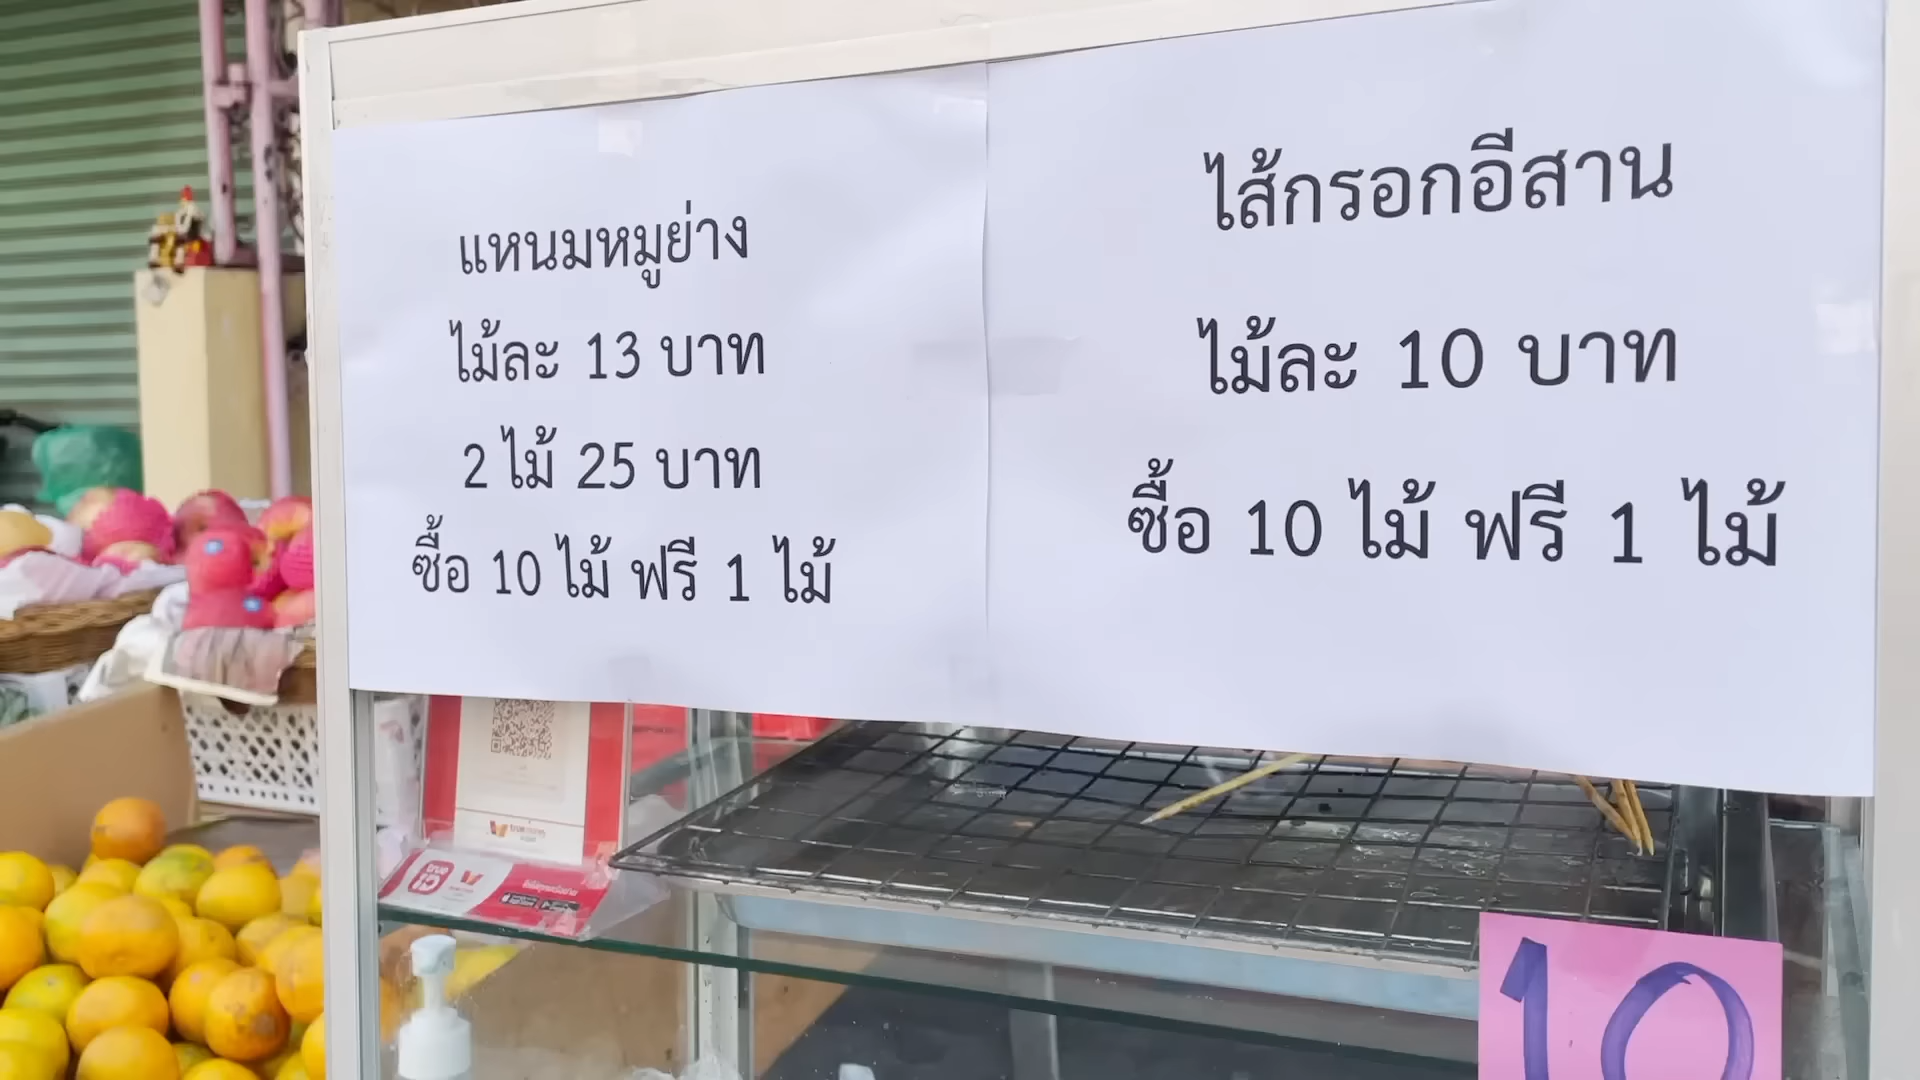 แหนมหมูย่าง
ไม้ละ 13 บาท
2 ไม้ 25 บาท
ซื้อ 10 ไม้ ฟรี 1 ไม้
ไส้กรอกอีสาน
ไม้ละ 10 บาท
ซื้อ 10 ไม้ ฟรี 1 ไม้
true
10